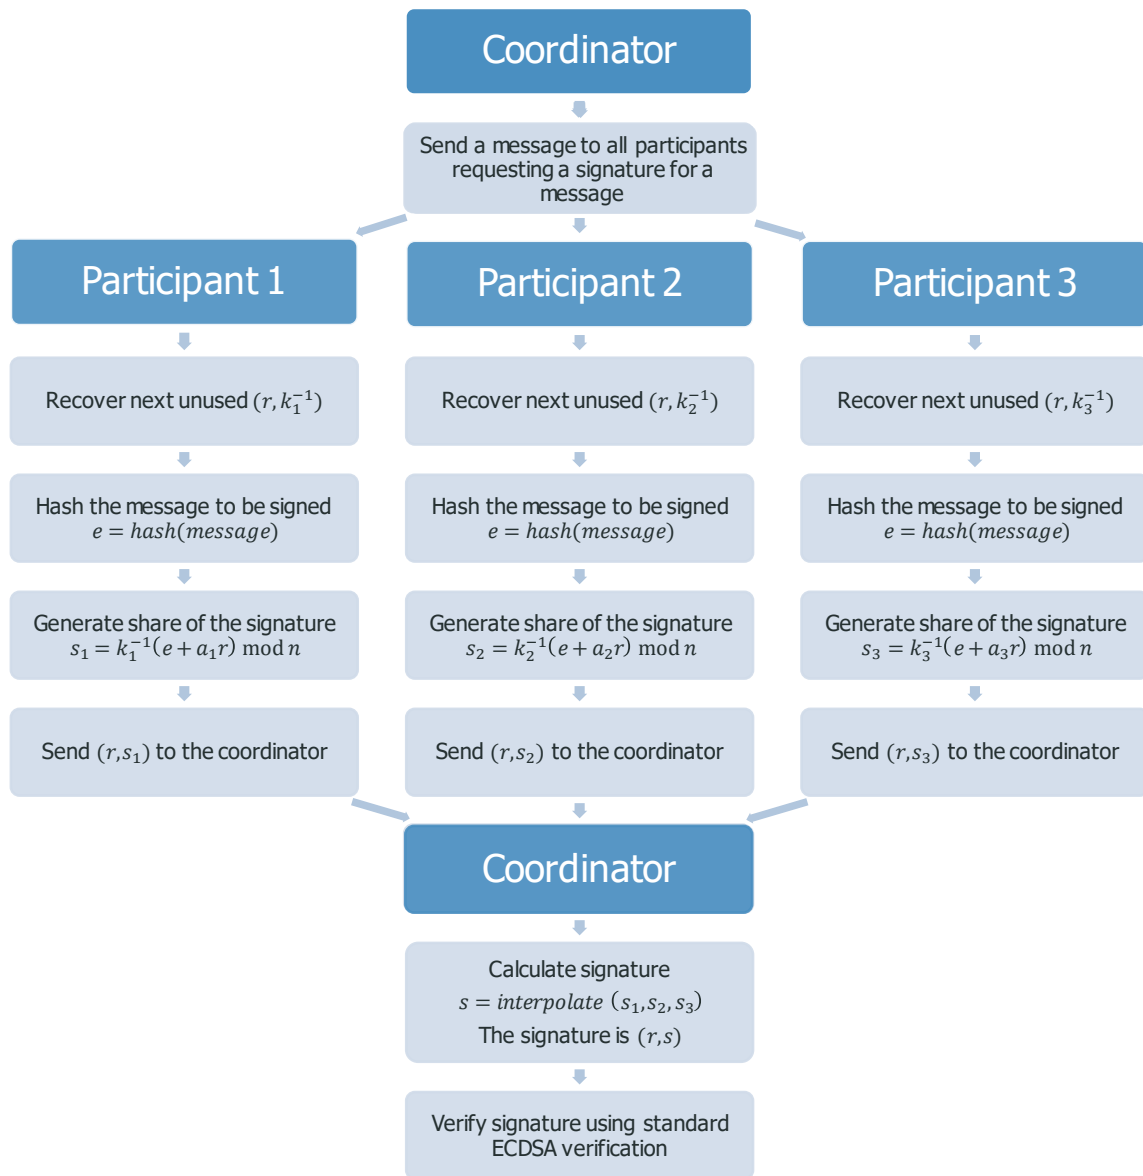 Coordinator
Send a message to all participants
requesting a signature for a
message
Participant 1
Recover next unused (r, k₁⁻¹)
Hash the message to be signed
e = hash(message)
Generate share of the signature
s₁ = k₁⁻¹(e + a₁r) mod n
Send (r,s₁) to the coordinator
Participant 2
Recover next unused (r, k₂⁻¹)
Hash the message to be signed
e = hash(message)
Generate share of the signature
s₂ = k₂⁻¹(e + a₂r) mod n
Send (r,s₂) to the coordinator
Participant 3
Recover next unused (r, k₃⁻¹)
Hash the message to be signed
e = hash(message)
Generate share of the signature
s₃ = k₃⁻¹(e + a₃r) mod n
Send (r,s₃) to the coordinator
Coordinator
Calculate signature
s = interpolate (s₁,s₂,s₃)
The signature is (r,s)
Verify signature using standard
ECDSA verification